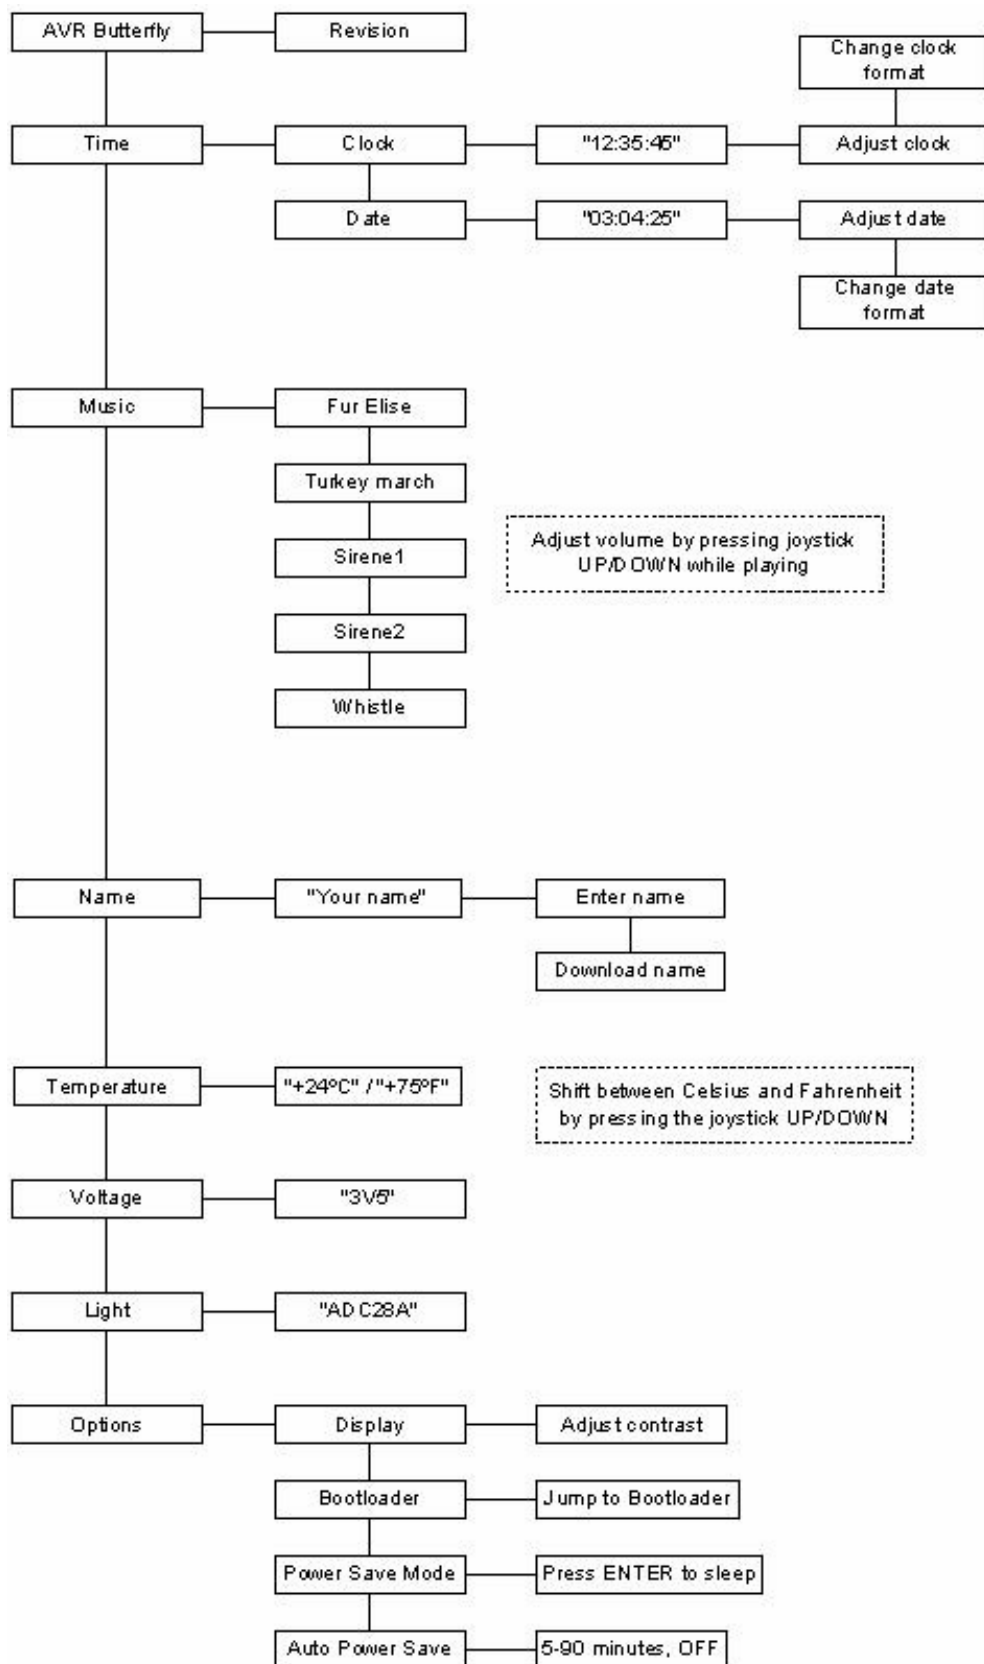 AVR Butterfly
Revision
Change clock
format
Time
Clock
"12:35:45"
Adjust clock
Date
"03:04:25"
Adjust date
Change date
format
Music
Fur Elise
Turkey march
Adjust volume by pressing joystick
UP/DOWN while playing
Sirene1
Sirene2
Whistle
Name
"Your name"
Enter name
Download name
Temperature
"+24ºC" / "+75ºF"
Shift between Celsius and Fahrenheit
by pressing the joystick UP/DOWN
Voltage
"3V5"
Light
"ADC28A"
Options
Display
Adjust contrast
Bootloader
Jump to Bootloader
Power Save Mode
Press ENTER to sleep
Auto Power Save
5-90 minutes, OFF